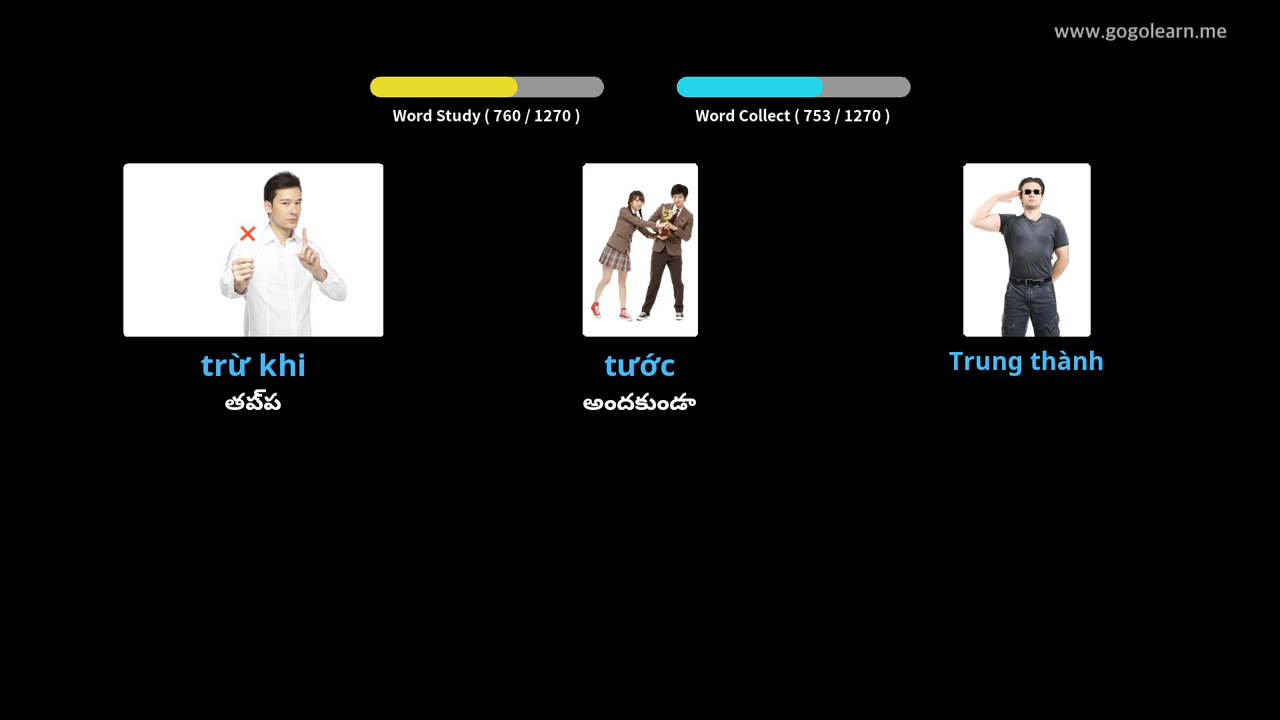 www.gogolearn.me
Word Study ( 760 / 1270 )
Word Collect ( 753 / 1270 )
trừ khi
tước
Trung thành
తప్ప
అందకుండా